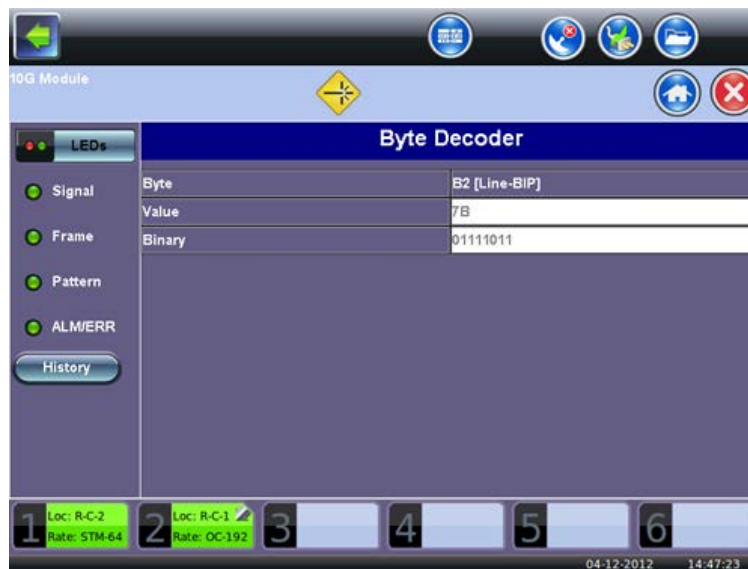 10G Module
LEDs
Byte Decoder
Signal
Frame
Pattern
ALM/ERR
History
Byte B2 [Line-BIP]
Value 7B
Binary 01111011
1 Loc: R-C-2
Rate: STM-64
2 Loc: R-C-1
Rate: OC-192
3
4
5
6
04-12-2012 14:47:23